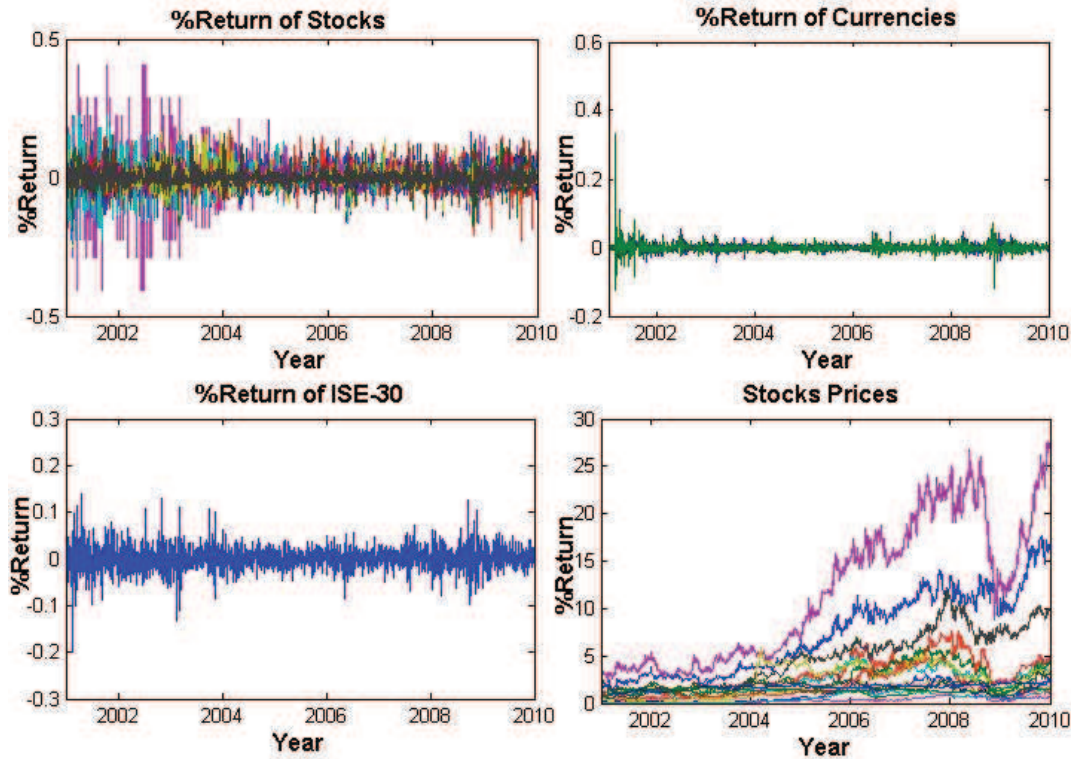 %Return of Stocks
0.5
0
-0.5
%Return
2002 2004 2006 2008 2010
Year
%Return of Currencies
0.6
0.4
0.2
0
-0.2
%Return
2002 2004 2006 2008 2010
Year
%Return of ISE-30
0.3
0.2
0.1
0
-0.1
-0.2
-0.3
%Return
2002 2004 2006 2008 2010
Year
Stocks Prices
30
25
20
15
10
5
0
%Return
2002 2004 2006 2008 2010
Year